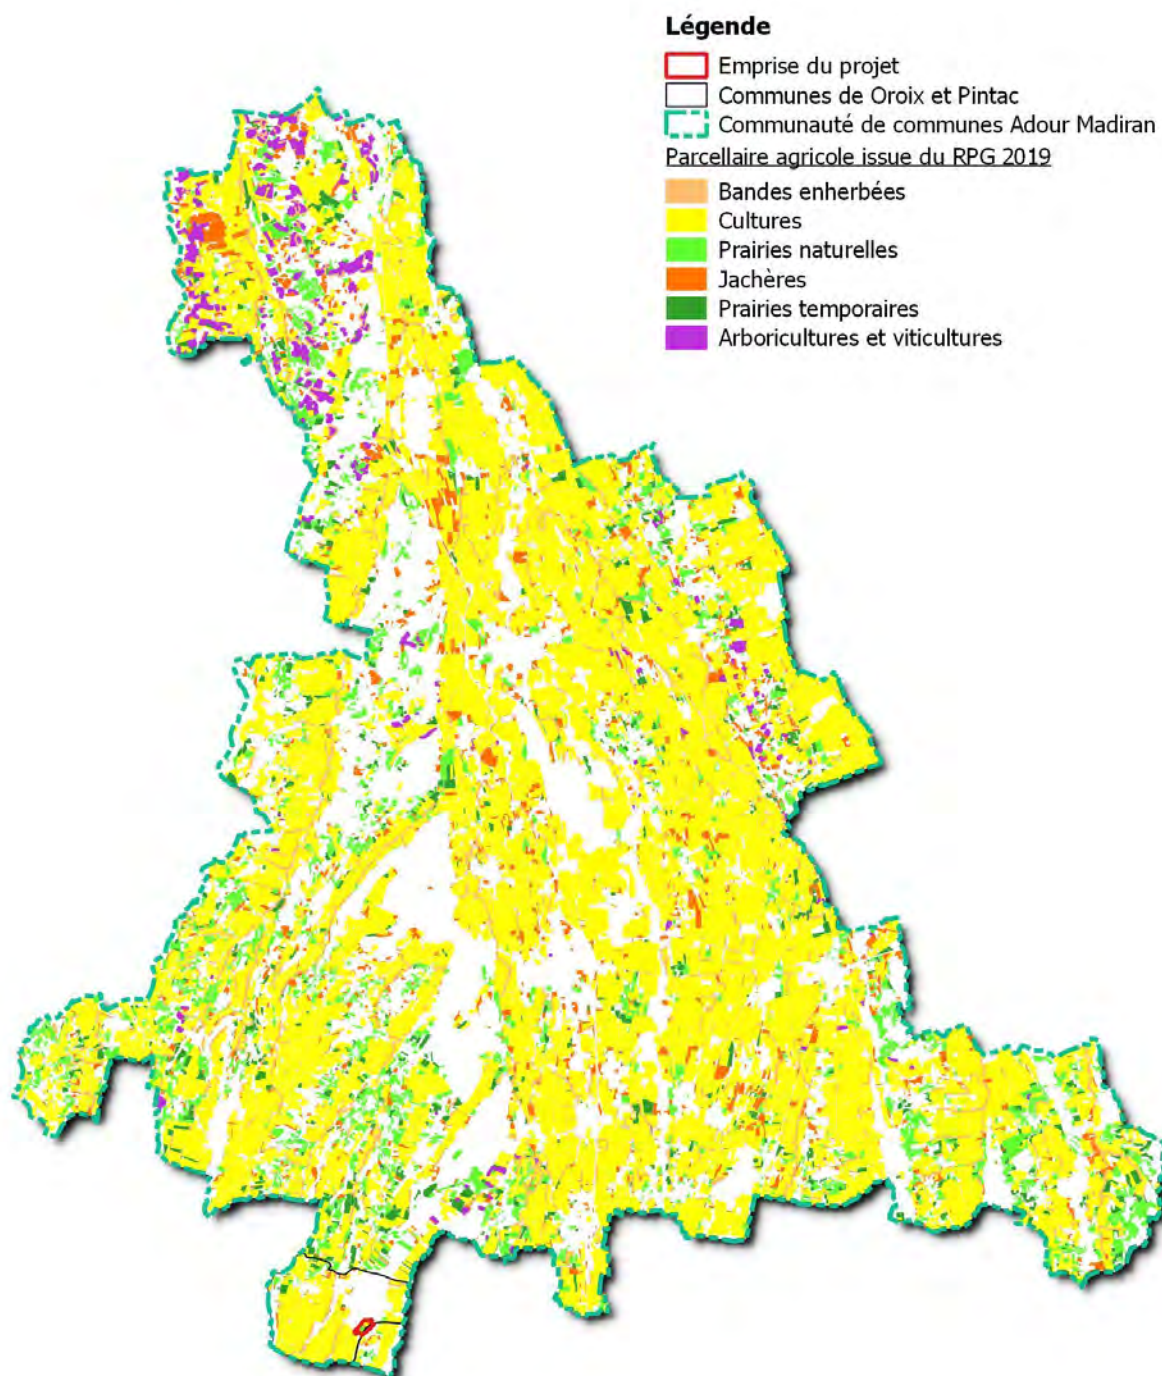 Légende
Emprise du projet
Communes de Oroix et Pintac
Communauté de communes Adour Madiran
Parcellaire agricole issue du RPG 2019
Bandes enherbées
Cultures
Prairies naturelles
Jachères
Prairies temporaires
Arboricultures et viticultures